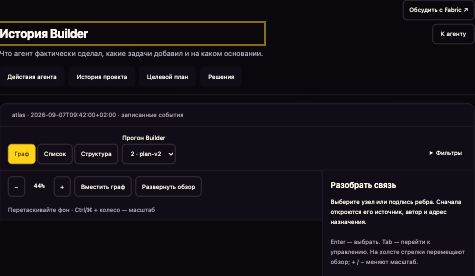 Обсудить с Fabric ↗
История Builder
К агенту
Что агент фактически сделал, какие задачи добавил и на каком основании.
Действия агента
История проекта
Целевой план
Решения
atlas · 2026-09-07T09:42:00+02:00 · записанные события
Прогон Builder
Граф
Список
Структура
2 · plan-v2
▸ Фильтры
−
44%
+
Вместить граф
Развернуть обзор
Перетаскивайте фон · Ctrl/⌘ + колесо — масштаб
Разобрать связь
Выберите узел или подпись ребра. Сначала
откроются его источник, автор и адрес
назначения.
Enter — выбрать. Tab — перейти к
управлению. На холсте стрелки перемещают
обзор; + / − меняют масштаб.